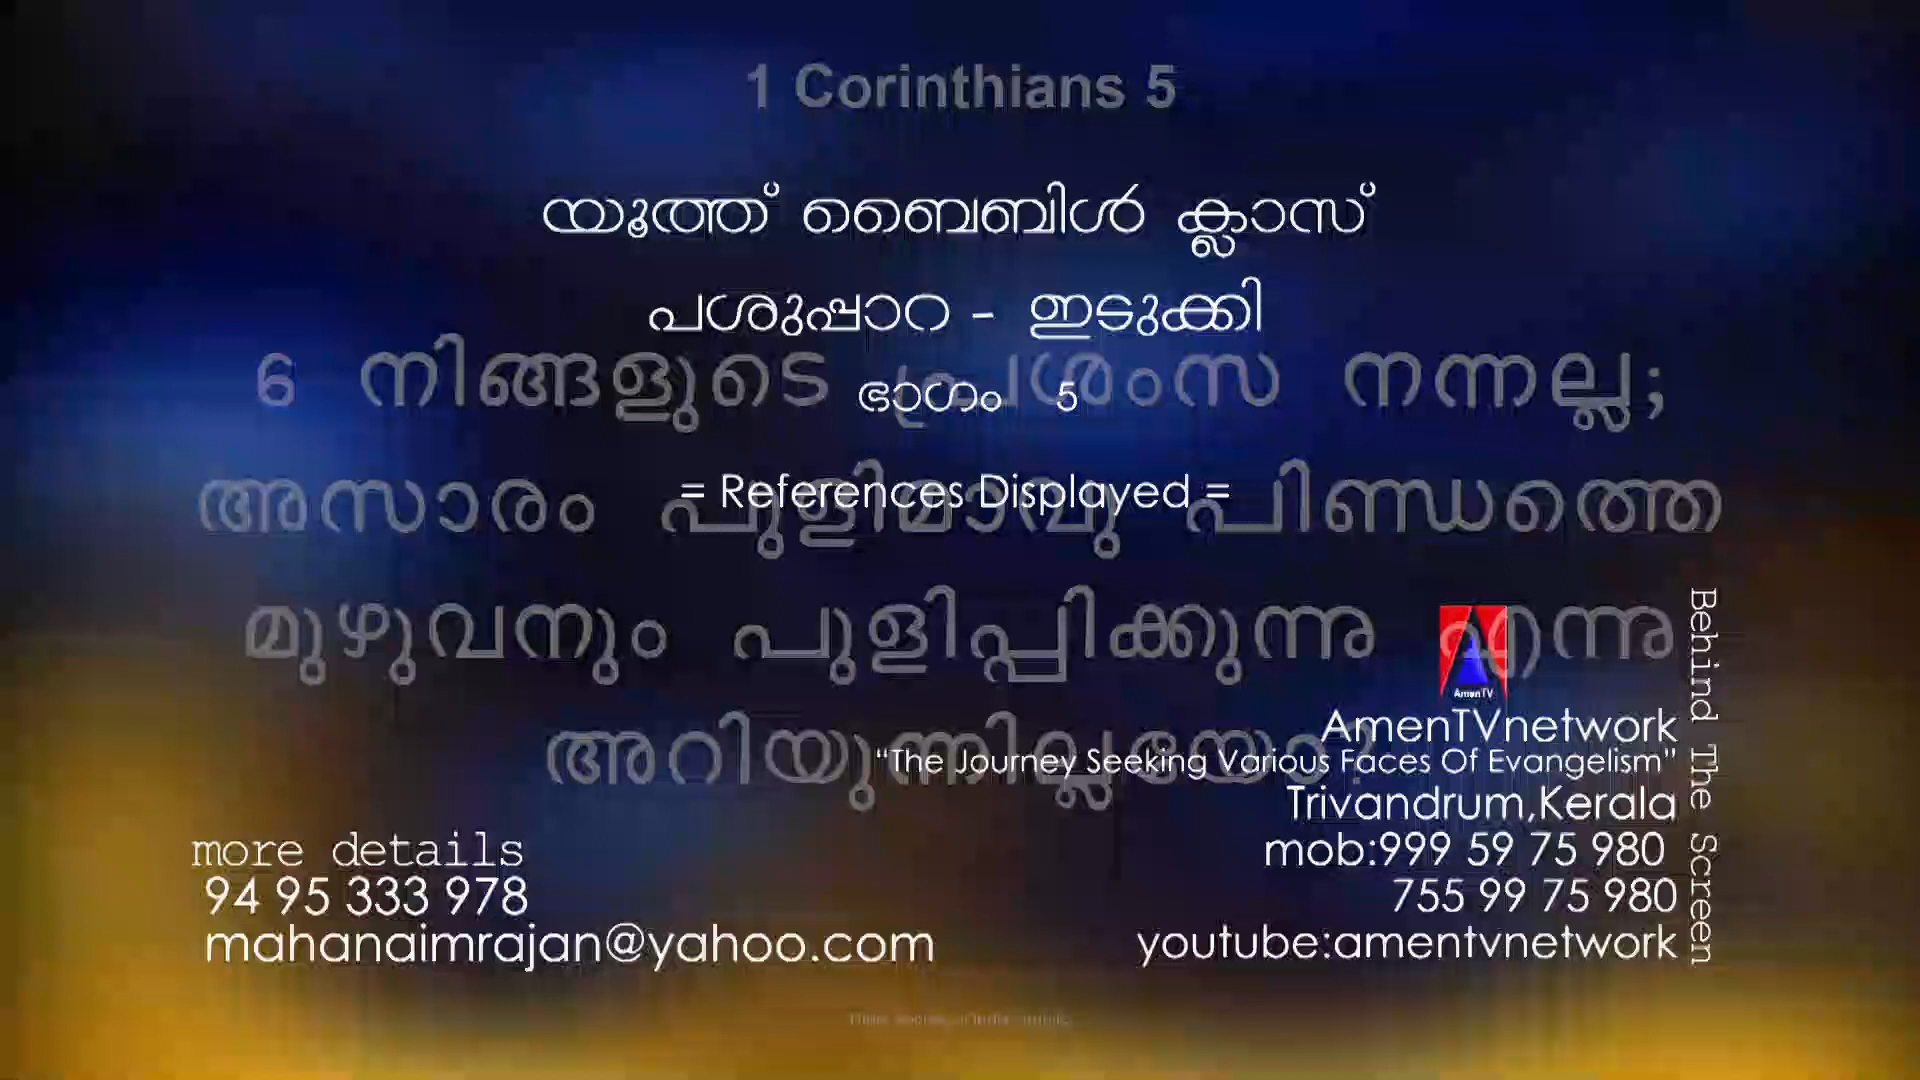 1 Corinthians 5
യൂത്ത് ബൈബിൾ ക്ലാസ്
പശുപ്പാറ - ഇടുക്കി
6 നിങ്ങളുടെ പ്രശംസ നന്നല്ല;
ഭാഗം 5
അസാരം പുളിമാവു പിണ്ഡത്തെ
= References Displayed =
മുഴുവനും പുളിപ്പിക്കുന്നു എന്നു
അറിയുന്നില്ലയോ?
AmenTV
AmenTVnetwork
“The Journey Seeking Various Faces Of Evangelism”
Trivandrum,Kerala
mob:999 59 75 980
755 99 75 980
youtube:amentvnetwork
Behind The Screen
more details
94 95 333 978
mahanaimrajan@yahoo.com